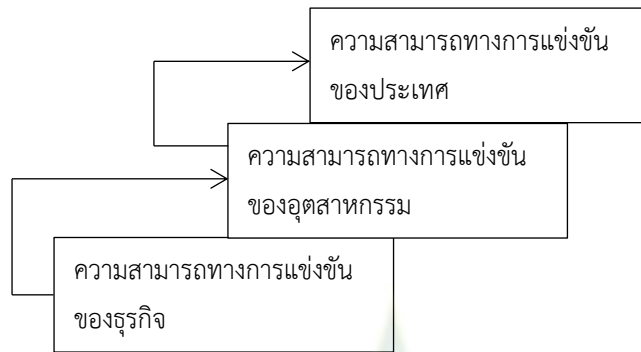 ความสามารถทางการแข่งขัน
ของประเทศ
ความสามารถทางการแข่งขัน
ของอุตสาหกรรม
ความสามารถทางการแข่งขัน
ของธุรกิจ